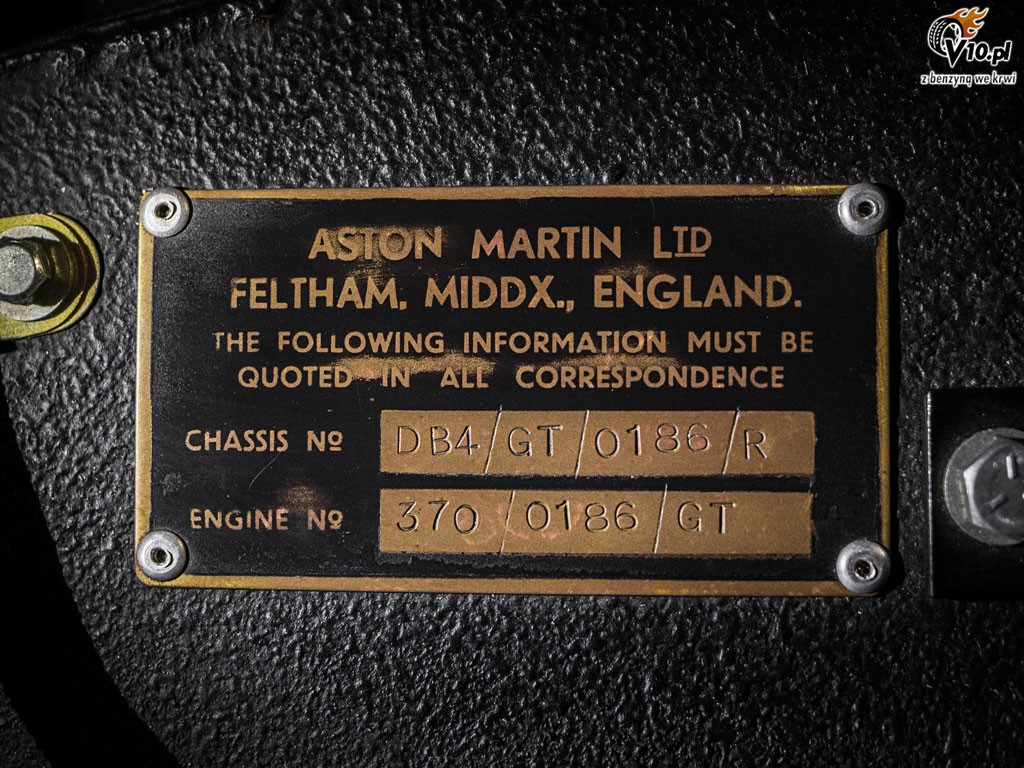 V10.pl
z benzyną we krwi
ASTON MARTIN LTD
FELTHAM, MIDDX., ENGLAND.
THE FOLLOWING INFORMATION MUST BE
QUOTED IN ALL CORRESPONDENCE
CHASSIS Nº DB4/GT/0186/R
ENGINE Nº 370/0186/GT